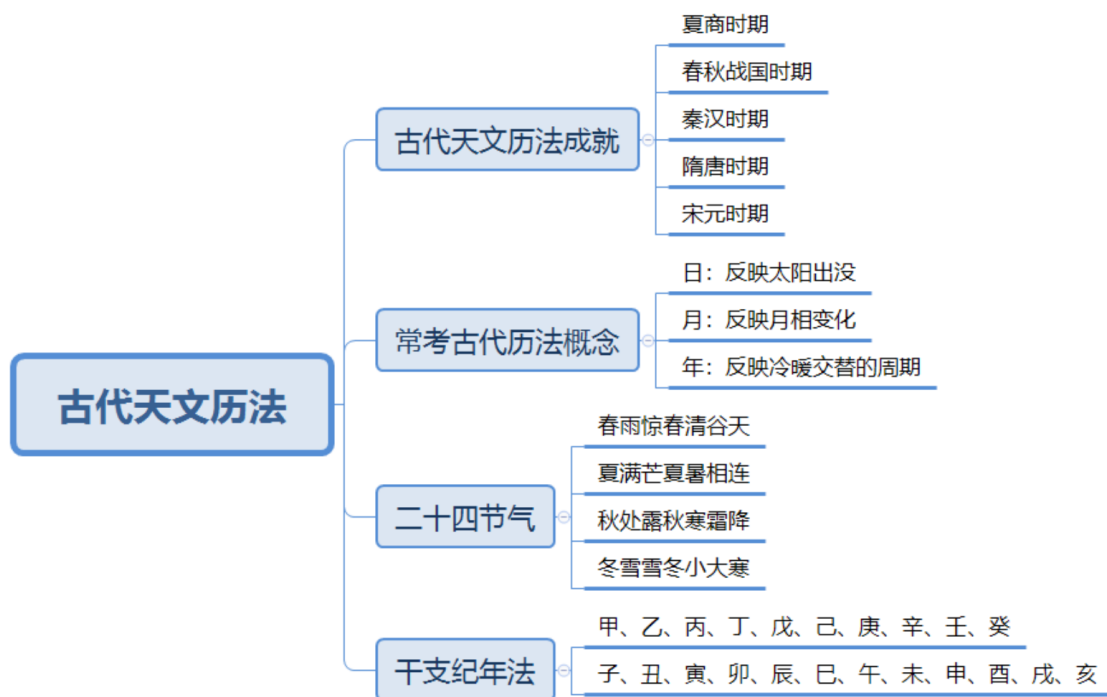 古代天文历法
古代天文历法成就
夏商时期
春秋战国时期
秦汉时期
隋唐时期
宋元时期
常考古代历法概念
日：反映太阳出没
月：反映月相变化
年：反映冷暖交替的周期
二十四节气
春雨惊春清谷天
夏满芒夏暑相连
秋处露秋寒霜降
冬雪雪冬小大寒
干支纪年法
甲、乙、丙、丁、戊、己、庚、辛、壬、癸
子、丑、寅、卯、辰、巳、午、未、申、酉、戌、亥